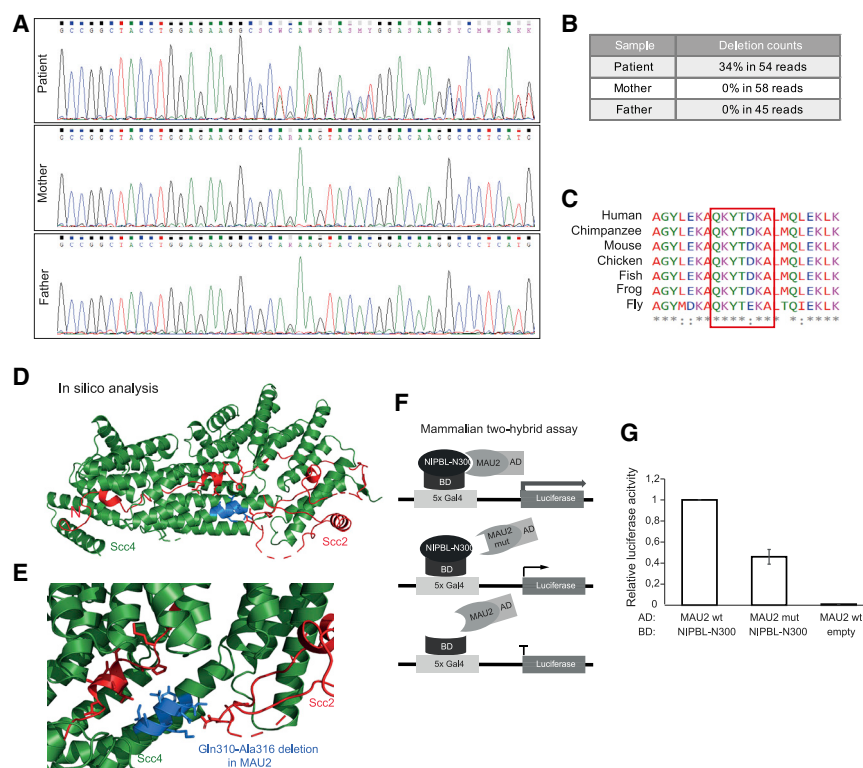 A
Patient
GCCGGCTACCTGGAGAAGGCSCWCAWGYASMYGGASAAGSYCMWSAKK
Mother
GCCGGCTACCTGGAGAAGGCGCARAAGTACACGGACAAGGCCCTCATG
Father
GCCGGCTACCTGGAGAAGGCGCARAAGTACACGGACAAGGCCCTCATG
B
Sample Deletion counts
Patient 34% in 54 reads
Mother 0% in 58 reads
Father 0% in 45 reads
C
Human AGYLEKAQKYTDKALMQLEKLK
Chimpanzee AGYLEKAQKYTDKALMQLEKLK
Mouse AGYLEKAQKYTDKALMQLEKLK
Chicken AGYLEKAQKYTDKALMQLEKLK
Fish AGYLEKAQKYTDKALMQLEKLK
Frog AGYLEKAQKYTDKALMQLEKLK
Fly AGYMDKAQKYTEKALTQIEKLK
***::******:*** *:****
D
In silico analysis
N
Scc4
Scc2
E
Scc2
Scc4
Gln310-Ala316 deletion
in MAU2
F
Mammalian two-hybrid assay
NIPBL-N300
MAU2
AD
BD
5x Gal4
Luciferase
NIPBL-N300
MAU2
mut
AD
BD
5x Gal4
Luciferase
MAU2
AD
BD
5x Gal4
Luciferase
G
Relative luciferase acitvity
1,2
1
0,8
0,6
0,4
0,2
0
AD: MAU2 wt MAU2 mut MAU2 wt
BD: NIPBL-N300 NIPBL-N300 empty